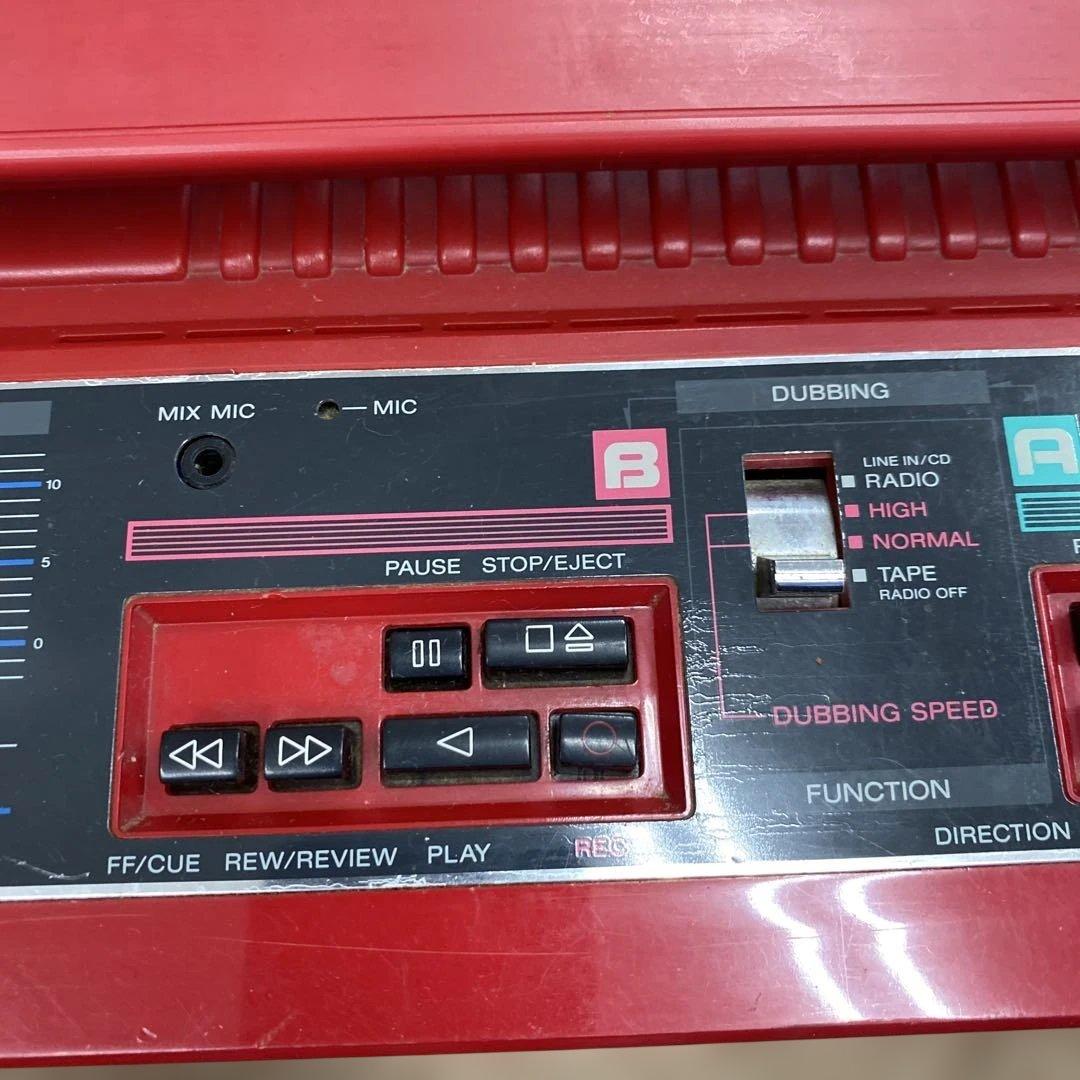 MIX MIC
MIC
DUBBING
B
A
LINE IN/CD
RADIO
HIGH
NORMAL
TAPE
RADIO OFF
10
5
0
PAUSE STOP/EJECT
DUBBING SPEED
FUNCTION
DIRECTION
FF/CUE REW/REVIEW PLAY REC